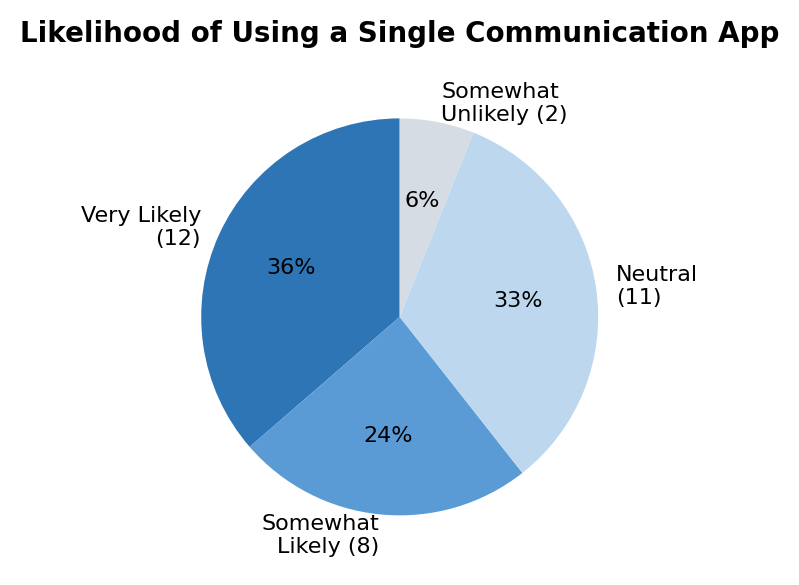 Likelihood of Using a Single Communication App
Somewhat
Unlikely (2)
6%
Very Likely
(12)
36%
33%
Neutral
(11)
24%
Somewhat
Likely (8)